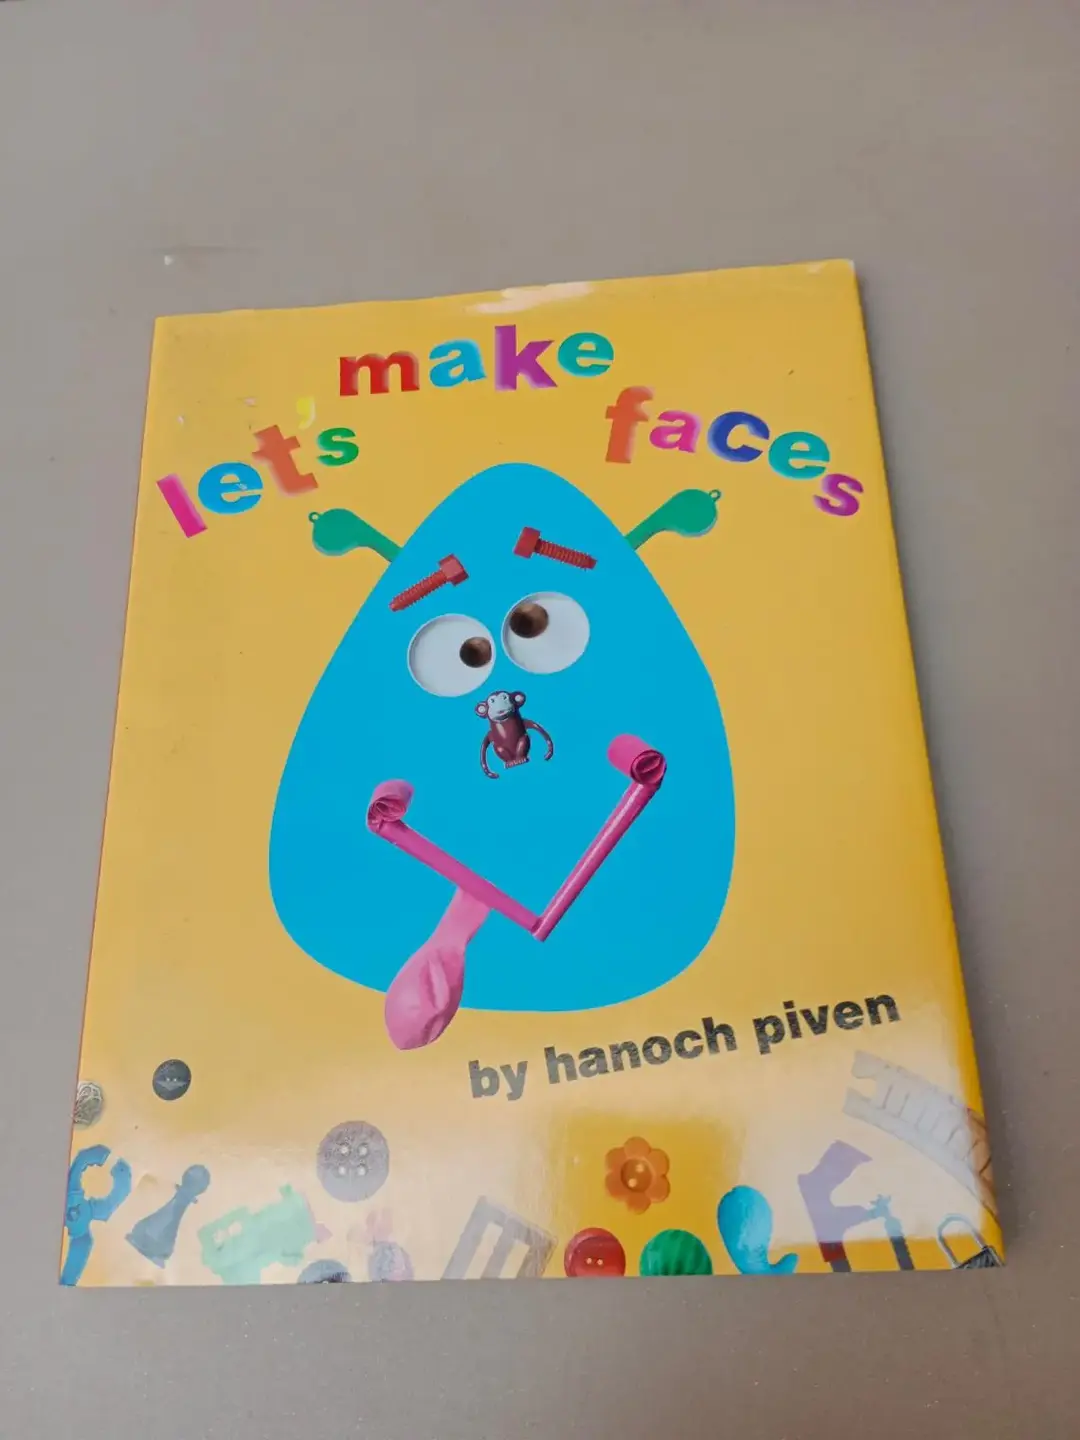 let's make faces
by hanoch piven